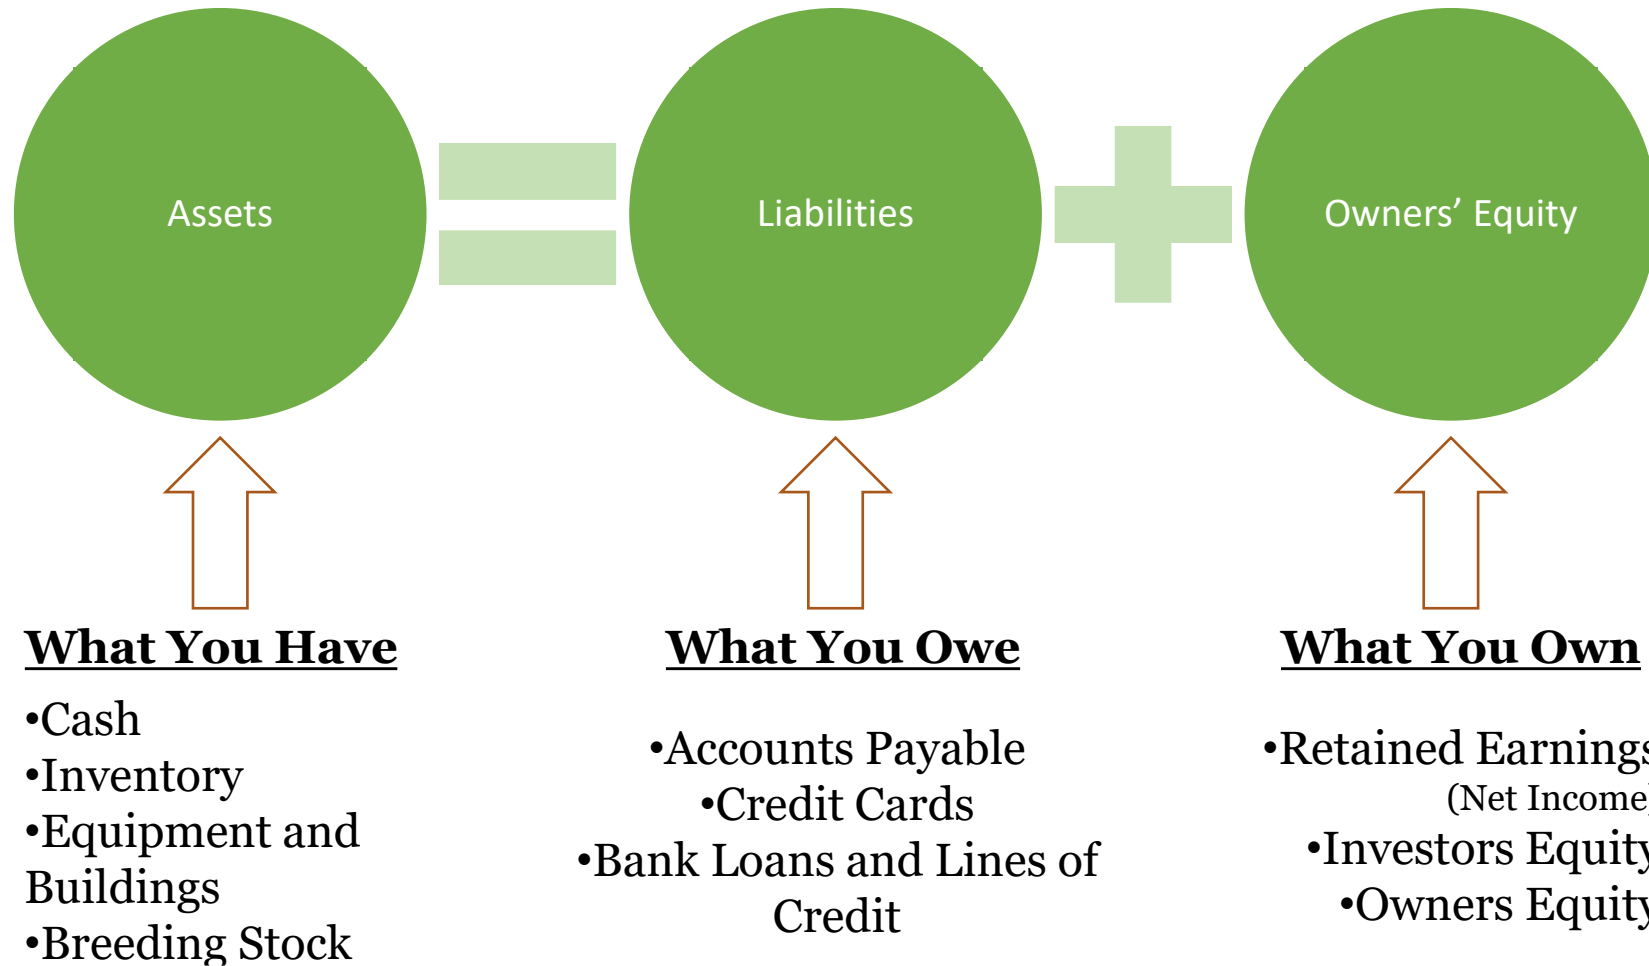 Assets
Liabilities
Owners’ Equity
What You Have
•Cash
•Inventory
•Equipment and
Buildings
•Breeding Stock
What You Owe
•Accounts Payable
•Credit Cards
•Bank Loans and Lines of
Credit
What You Own
•Retained Earnings
(Net Income)
•Investors Equity
•Owners Equity